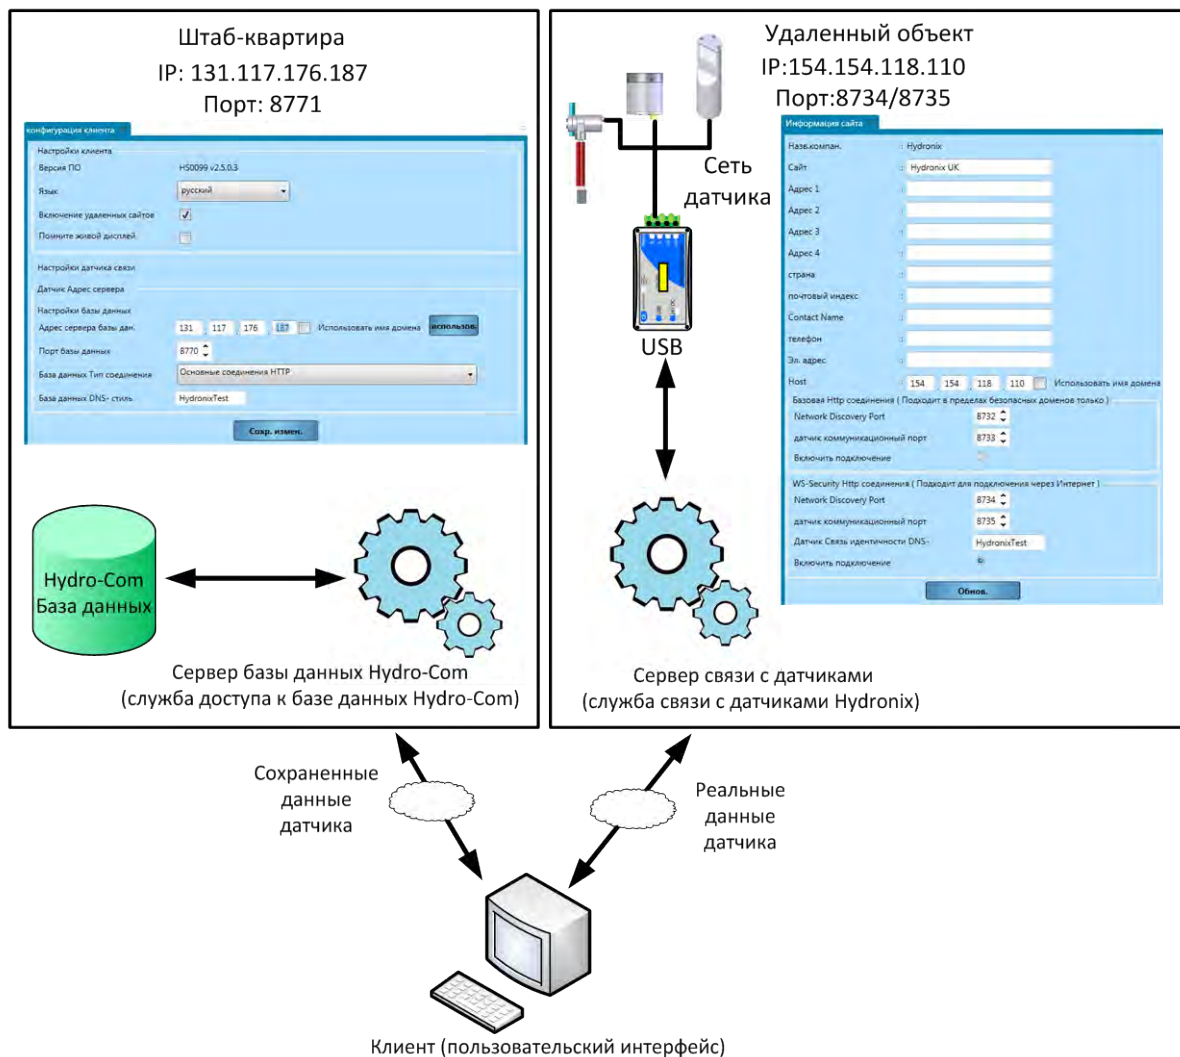 Штаб-квартира
IP: 131.117.176.187
Порт: 8771
конфигурация клиента
Настройки клиента
Версия ПО HS0099 v2.5.0.3
Язык русский
Включение удаленных сайтов
Помните живой дисплей
Настройки датчика связи
Датчик Адрес сервера
Настройки базы данных
Адрес сервера базы дан. 131 . 117 . 176 . 187 Использовать имя домена использов.
Порт базы данных 8770
База данных Тип соединения Основные соединения HTTP
База данных DNS- стиль HydronixTest
Сохр. измен.
Hydro-Com
База данных
Сервер базы данных Hydro-Com
(служба доступа к базе данных Hydro-Com)
Удаленный объект
IP:154.154.118.110
Порт:8734/8735
Сеть
датчика
USB
Информация сайта
Назв.компан. : Hydronix
Сайт : Hydronix UK
Адрес 1 :
Адрес 2 :
Адрес 3 :
Адрес 4 :
страна :
почтовый индекс :
Contact Name :
телефон :
Эл. адрес :
Host : 154 . 154 . 118 . 110 Использовать имя домена
Базовая Http соединения ( Подходит в пределах безопасных доменов только )
Network Discovery Port 8732
датчик коммуникационный порт 8733
Включить подключение
WS-Security Http соединения ( Подходит для подключения через Интернет )
Network Discovery Port 8734
датчик коммуникационный порт 8735
Датчик Связь идентичности DNS- HydronixTest
Включить подключение
Обнов.
Сервер связи с датчиками
(служба связи с датчиками Hydronix)
Сохраненные
данные
датчика
Реальные
данные
датчика
Клиент (пользовательский интерфейс)